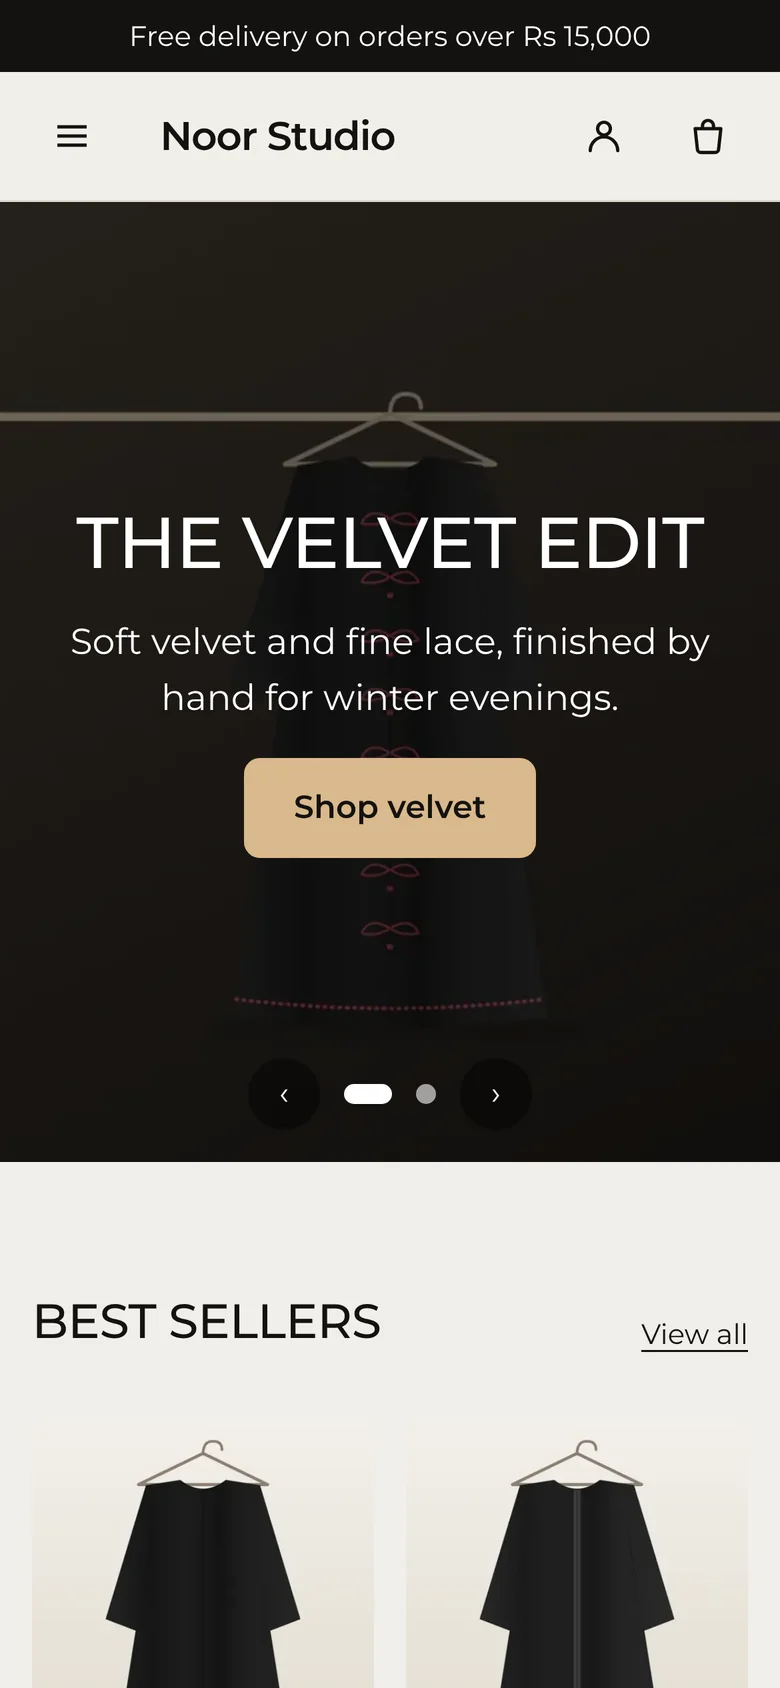 Free delivery on orders over Rs 15,000
Noor Studio
THE VELVET EDIT
Soft velvet and fine lace, finished by
hand for winter evenings.
Shop velvet
‹ ›
BEST SELLERS
View all